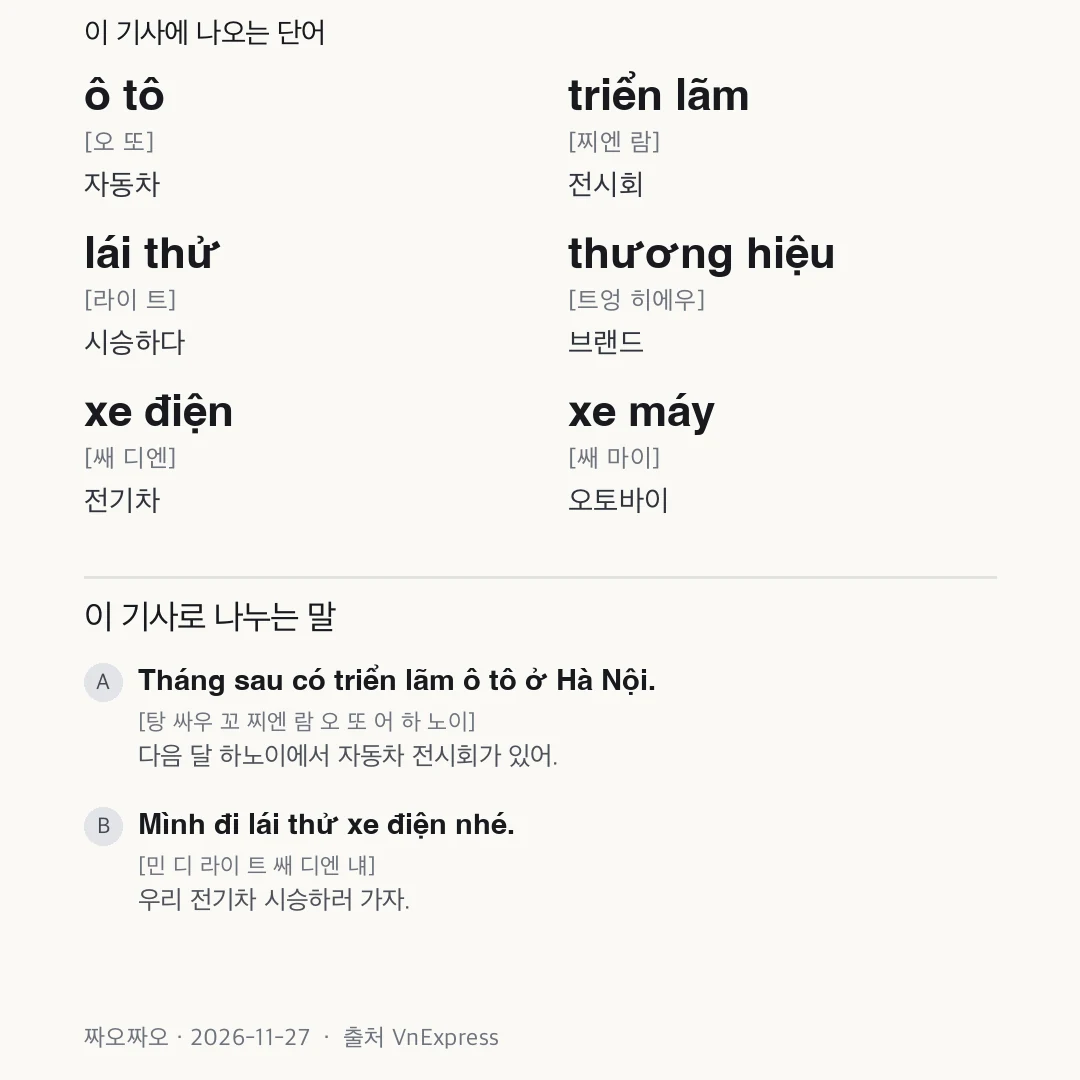 이 기사에 나오는 단어
ô tô
[오 또]
자동차
triển lãm
[찌엔 람]
전시회
lái thử
[라이 트]
시승하다
thương hiệu
[트엉 히에우]
브랜드
xe điện
[쌔 디엔]
전기차
xe máy
[쌔 마이]
오토바이
이 기사로 나누는 말
A Tháng sau có triển lãm ô tô ở Hà Nội.
[탕 싸우 꼬 찌엔 람 오 또 어 하 노이]
다음 달 하노이에서 자동차 전시회가 있어.
B Mình đi lái thử xe điện nhé.
[민 디 라이 트 쌔 디엔 냬]
우리 전기차 시승하러 가자.
짜오짜오 · 2026-11-27 · 출처 VnExpress